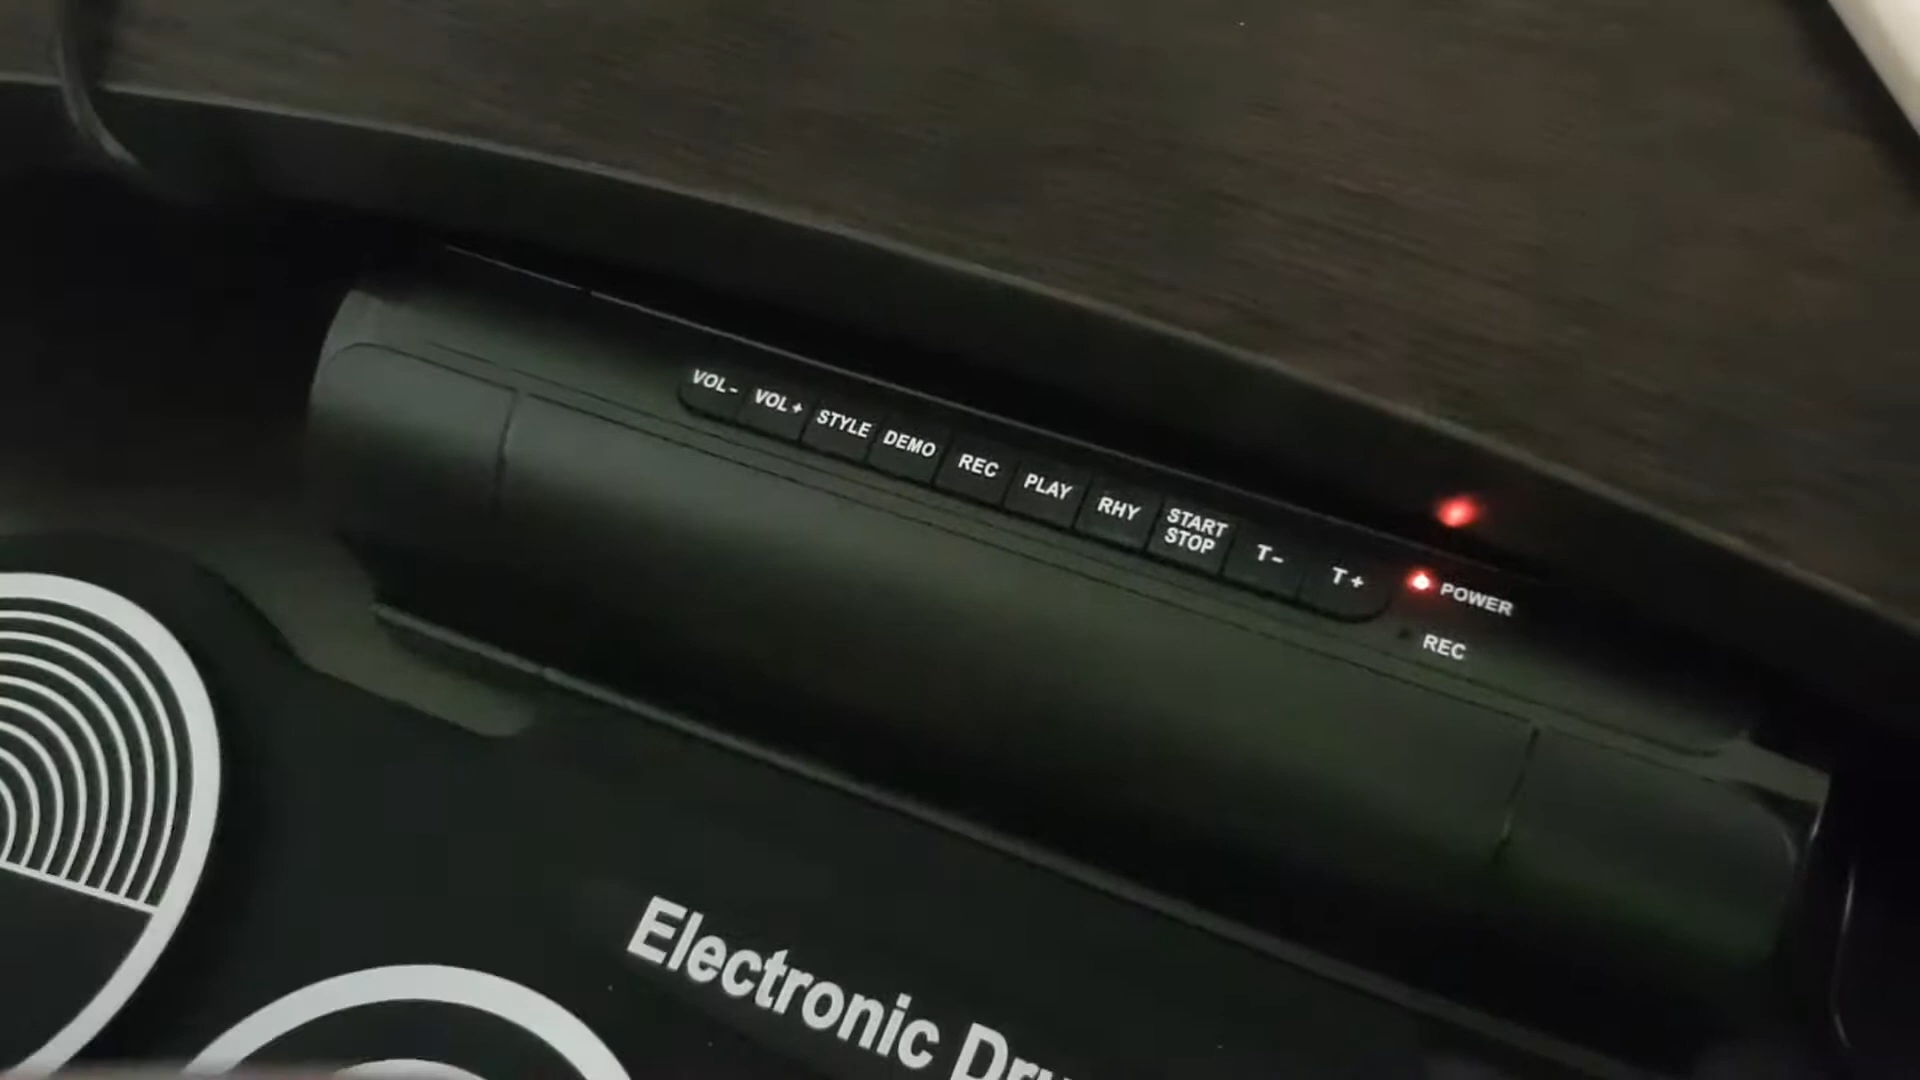 VOL-
VOL+
STYLE
DEMO
REC
PLAY
RHY
START
STOP
T-
T+
POWER
REC
Electronic